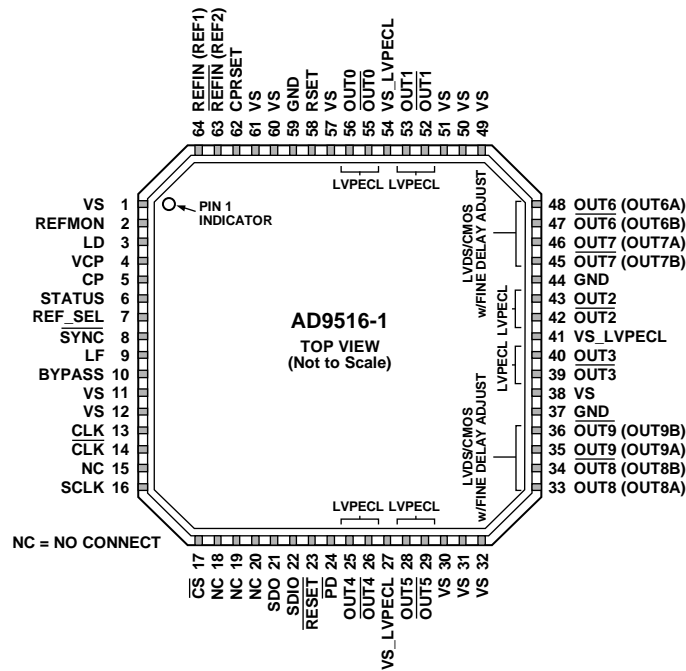 64 REFIN (REF1)
63 REFIN (REF2)
62 CPRSET
61 VS
60 VS
59 GND
58 RSET
57 VS
56 OUT0
55 OUT0
54 VS_LVPECL
53 OUT1
52 OUT1
51 VS
50 VS
49 VS
LVPECL
LVPECL
VS 1
REFMON 2
LD 3
VCP 4
CP 5
STATUS 6
REF_SEL 7
SYNC 8
LF 9
BYPASS 10
VS 11
VS 12
CLK 13
CLK 14
NC 15
SCLK 16
PIN 1
INDICATOR
AD9516-1
TOP VIEW
(Not to Scale)
LVDS/CMOS
w/FINE DELAY ADJUST
LVPECL
LVPECL
LVDS/CMOS
w/FINE DELAY ADJUST
48 OUT6 (OUT6A)
47 OUT6 (OUT6B)
46 OUT7 (OUT7A)
45 OUT7 (OUT7B)
44 GND
43 OUT2
42 OUT2
41 VS_LVPECL
40 OUT3
39 OUT3
38 VS
37 GND
36 OUT9 (OUT9B)
35 OUT9 (OUT9A)
34 OUT8 (OUT8B)
33 OUT8 (OUT8A)
LVPECL
LVPECL
NC = NO CONNECT
CS 17
NC 18
NC 19
NC 20
SDO 21
SDIO 22
RESET 23
PD 24
OUT4 25
OUT4 26
VS_LVPECL 27
OUT5 28
OUT5 29
VS 30
VS 31
VS 32